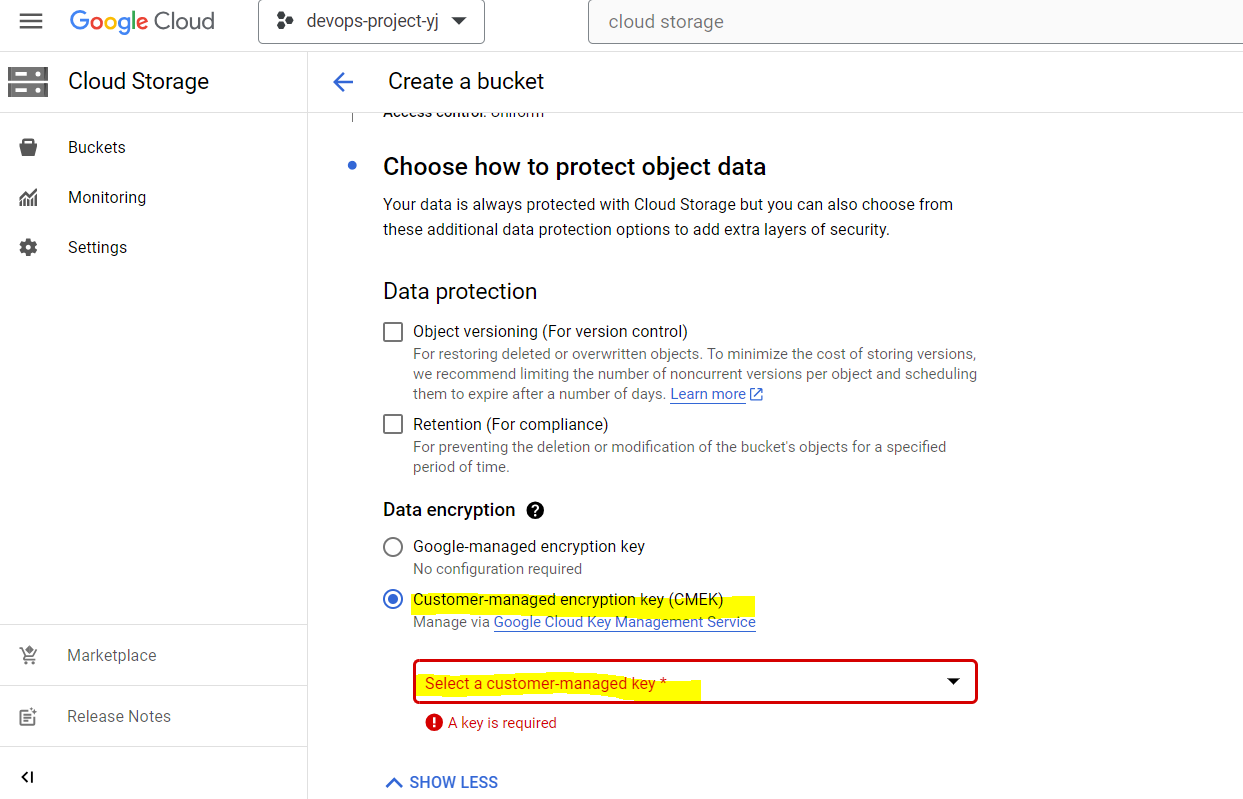 Google Cloud
devops-project-yj
cloud storage
Cloud Storage
Create a bucket
Buckets
Monitoring
Settings
Marketplace
Release Notes
Access control: Uniform
Choose how to protect object data
Your data is always protected with Cloud Storage but you can also choose from
these additional data protection options to add extra layers of security.
Data protection
Object versioning (For version control)
For restoring deleted or overwritten objects. To minimize the cost of storing versions,
we recommend limiting the number of noncurrent versions per object and scheduling
them to expire after a number of days. Learn more
Retention (For compliance)
For preventing the deletion or modification of the bucket's objects for a specified
period of time.
Data encryption
Google-managed encryption key
No configuration required
Customer-managed encryption key (CMEK)
Manage via Google Cloud Key Management Service
Select a customer-managed key *
A key is required
SHOW LESS